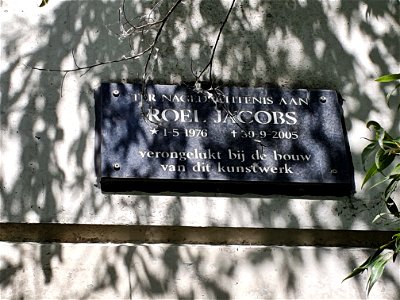 TER NAGEDACHTENIS AAN
ROEL JACOBS
* 1-5-1976 † 30-9-2005
verongelukt bij de bouw
van dit kunstwerk